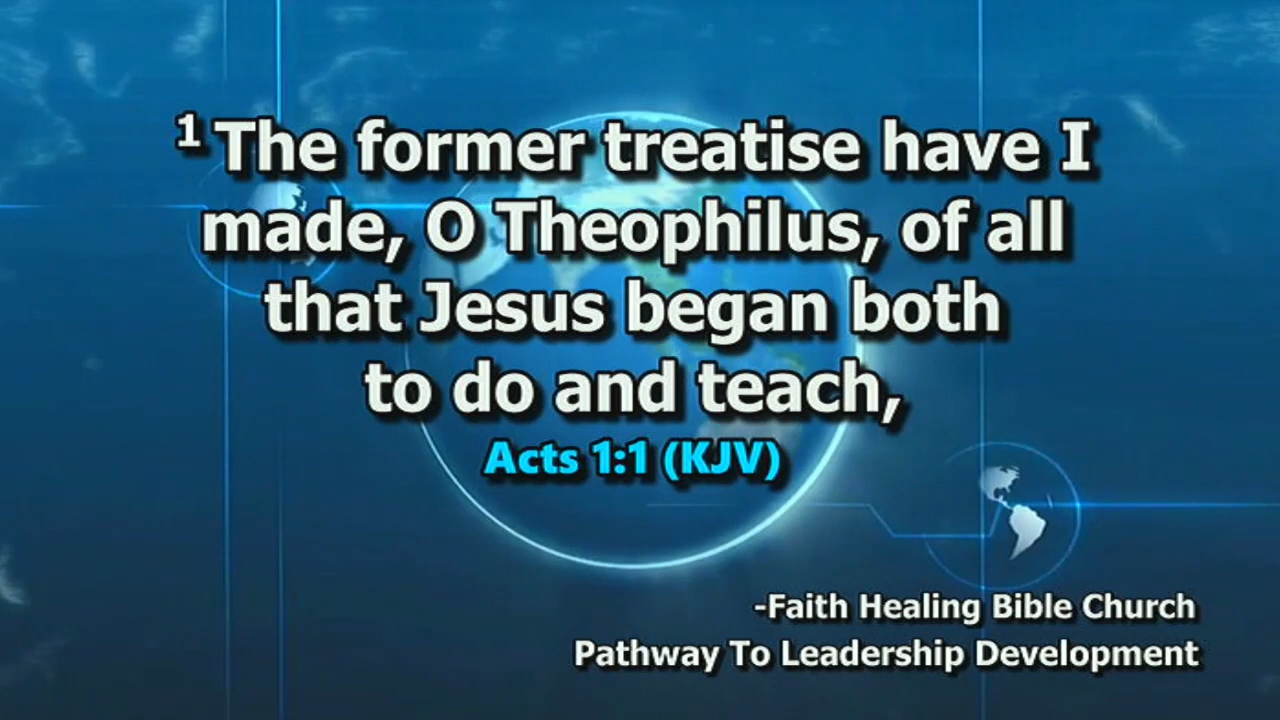 1 The former treatise have I
made, O Theophilus, of all
that Jesus began both
to do and teach,
Acts 1:1 (KJV)
-Faith Healing Bible Church
Pathway To Leadership Development